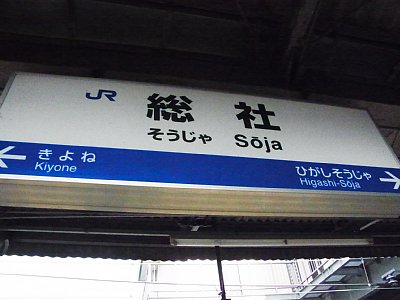 JR 総社
そうじゃ Sōja
← きよね ひがしそうじゃ →
Kiyone Higashi-Sōja